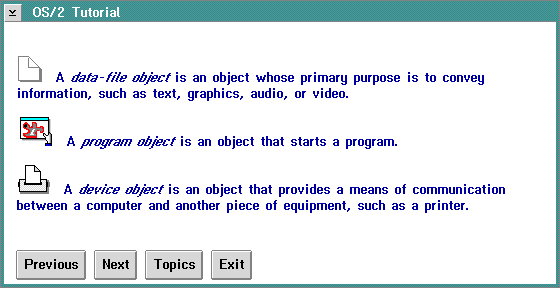 OS/2 Tutorial
A data-file object is an object whose primary purpose is to convey
information, such as text, graphics, audio, or video.
A program object is an object that starts a program.
A device object is an object that provides a means of communication
between a computer and another piece of equipment, such as a printer.
Previous Next Topics Exit